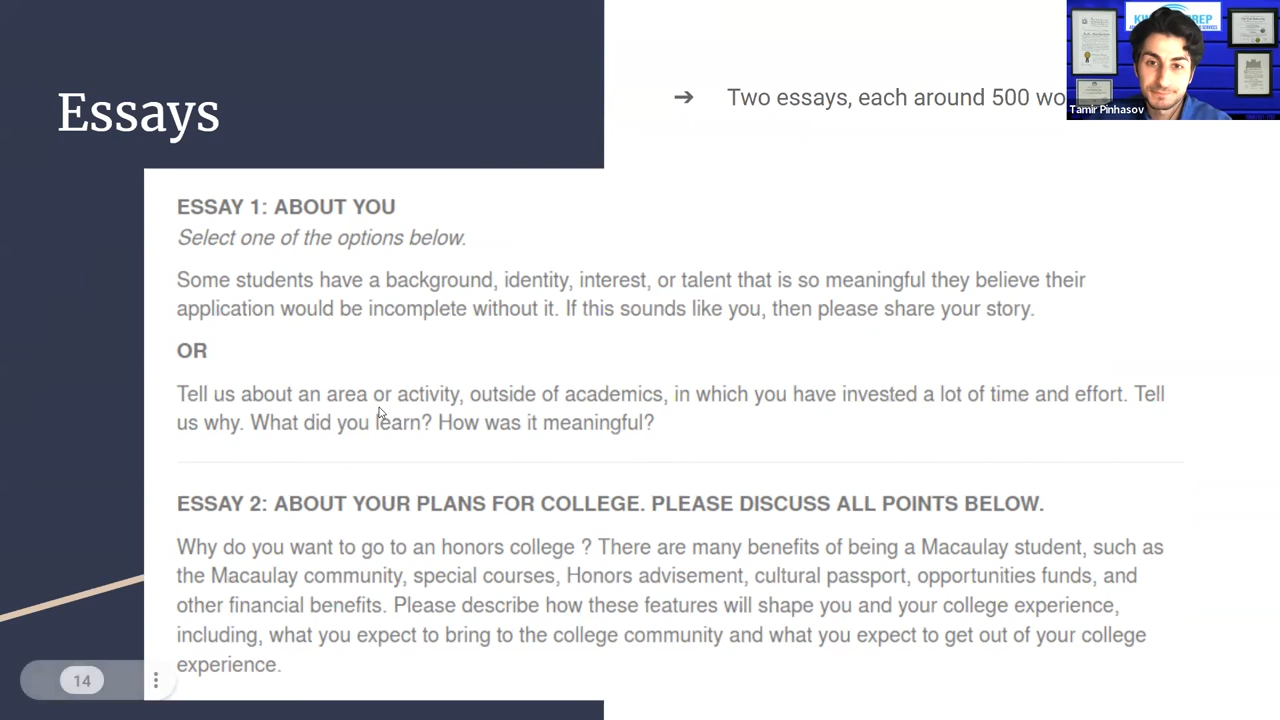 Essays
➔ Two essays, each around 500 wo
Tamir Pinhasov
ESSAY 1: ABOUT YOU
Select one of the options below.
Some students have a background, identity, interest, or talent that is so meaningful they believe their
application would be incomplete without it. If this sounds like you, then please share your story.
OR
Tell us about an area or activity, outside of academics, in which you have invested a lot of time and effort. Tell
us why. What did you learn? How was it meaningful?
ESSAY 2: ABOUT YOUR PLANS FOR COLLEGE. PLEASE DISCUSS ALL POINTS BELOW.
Why do you want to go to an honors college ? There are many benefits of being a Macaulay student, such as
the Macaulay community, special courses, Honors advisement, cultural passport, opportunities funds, and
other financial benefits. Please describe how these features will shape you and your college experience,
including, what you expect to bring to the college community and what you expect to get out of your college
experience.
14